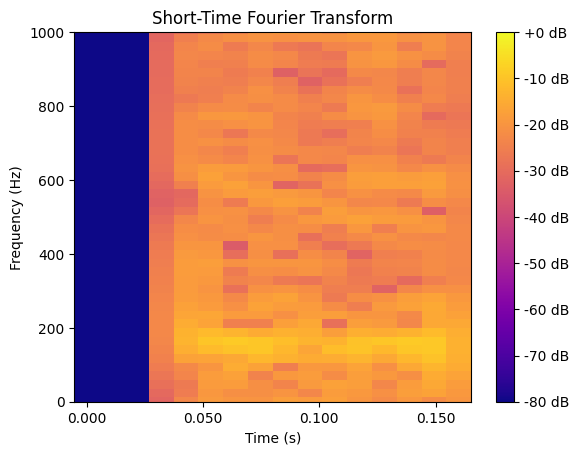 Short-Time Fourier Transform
1000
800
600
400
200
0
Frequency (Hz)
0.000
0.050
0.100
0.150
Time (s)
+0 dB
-10 dB
-20 dB
-30 dB
-40 dB
-50 dB
-60 dB
-70 dB
-80 dB